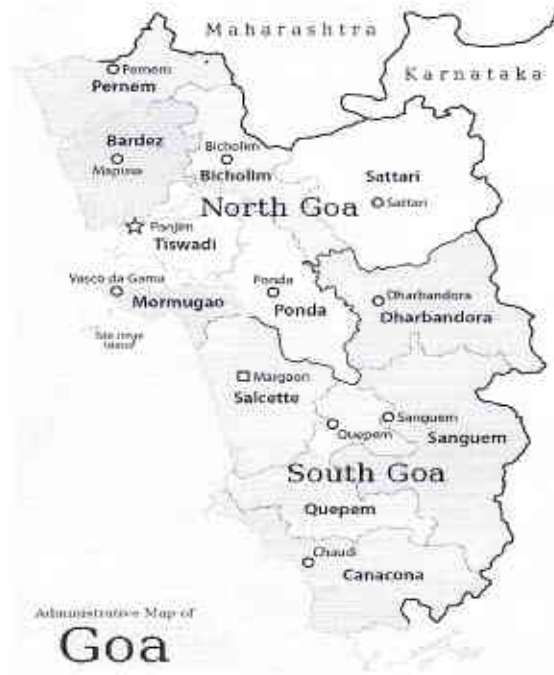 Maharashtra
Karnataka
Pernem
Pernem
Bardez
Mapusa
Bicholim
Bicholim
Sattari
Sattari
North Goa
Panjim
Tiswadi
Vasco da Gama
Mormugao
Ponda
Ponda
Dharbandora
Dharbandora
Island
Margaon
Salcette
Quepem
Sanguem
Sanguem
South Goa
Quepem
Chaudi
Canacona
Administrative Map of
Goa